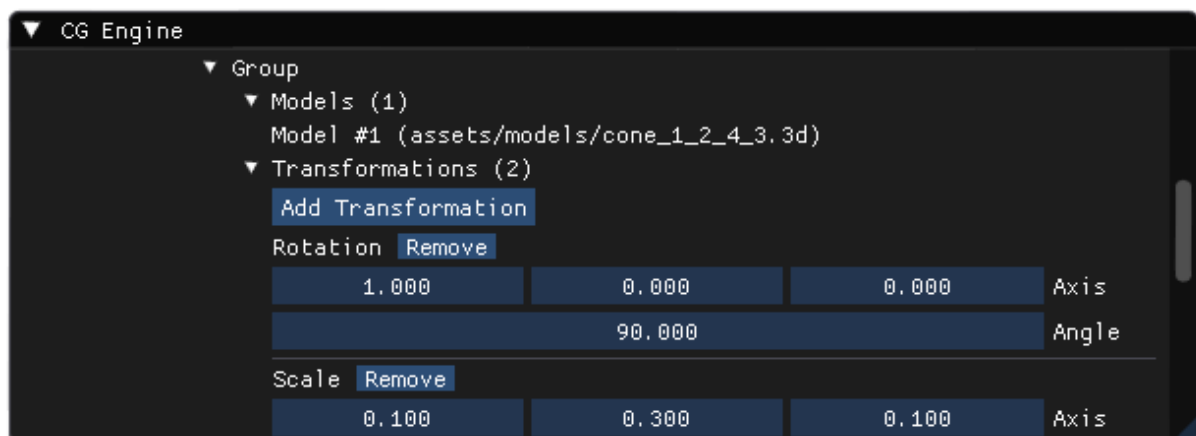 CG Engine
Group
Models (1)
Model #1 (assets/models/cone_1_2_4_3.3d)
Transformations (2)
Add Transformation
Rotation Remove
1.000 0.000 0.000 Axis
90.000 Angle
Scale Remove
0.100 0.300 0.100 Axis